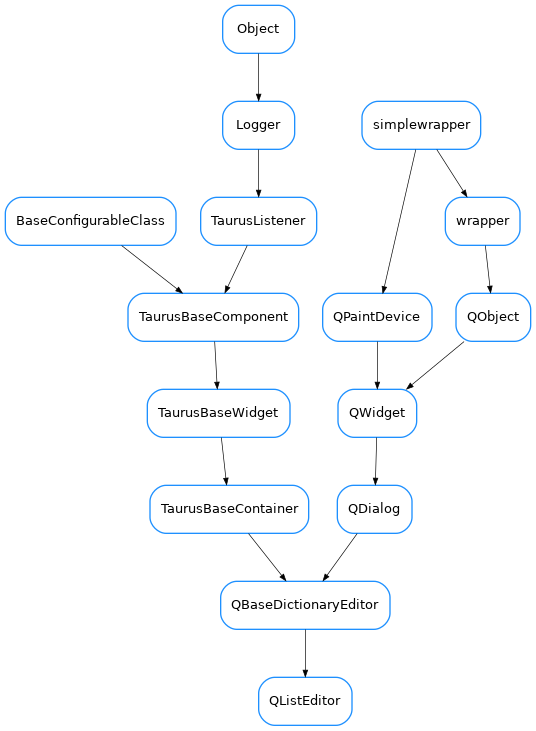 Object
Logger
simplewrapper
BaseConfigurableClass
TaurusListener
wrapper
TaurusBaseComponent
QPaintDevice
QObject
TaurusBaseWidget
QWidget
TaurusBaseContainer
QDialog
QBaseDictionaryEditor
QListEditor